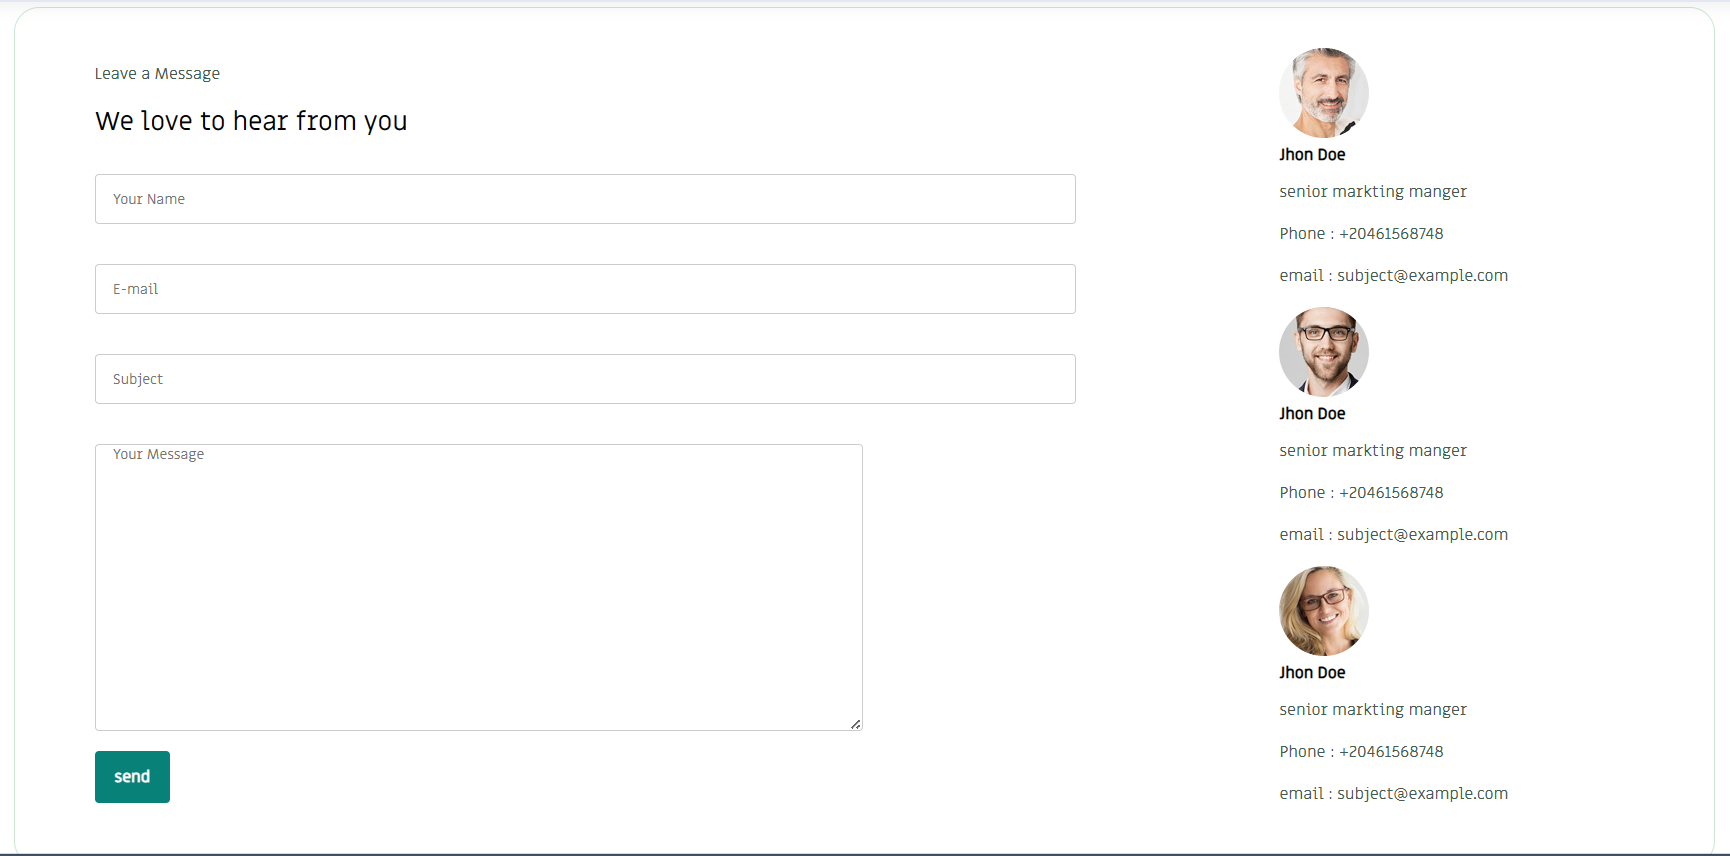 Leave a Message
We love to hear from you
Your Name
E-mail
Subject
Your Message
send
Jhon Doe
senior markting manger
Phone : +20461568748
email : subject@example.com
Jhon Doe
senior markting manger
Phone : +20461568748
email : subject@example.com
Jhon Doe
senior markting manger
Phone : +20461568748
email : subject@example.com